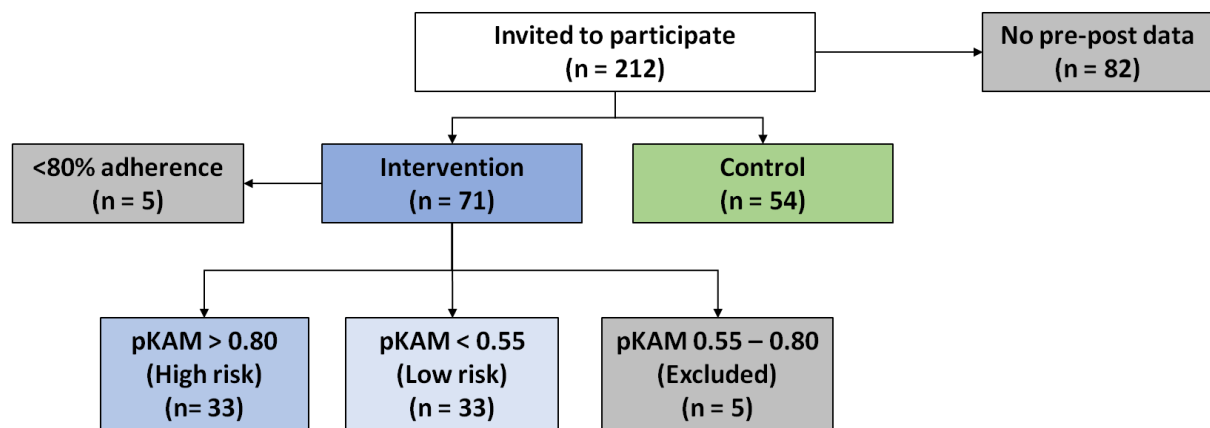 Invited to participate
(n = 212)
No pre-post data
(n = 82)
<80% adherence
(n = 5)
Intervention
(n = 71)
Control
(n = 54)
pKAM > 0.80
(High risk)
(n= 33)
pKAM < 0.55
(Low risk)
(n = 33)
pKAM 0.55 – 0.80
(Excluded)
(n = 5)